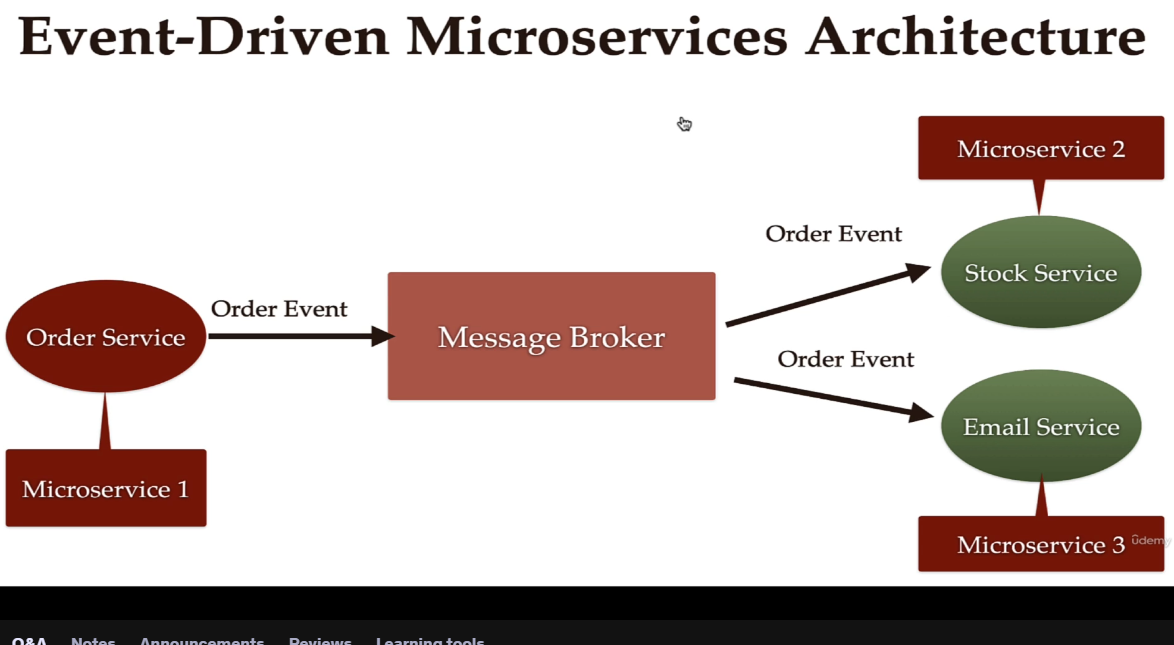 Event-Driven Microservices Architecture
Microservice 2
Order Event
Stock Service
Order Event
Order Service
Message Broker
Order Event
Email Service
Microservice 1
Microservice 3
ûdemy
Q&A Notes Announcements Reviews Learning tools